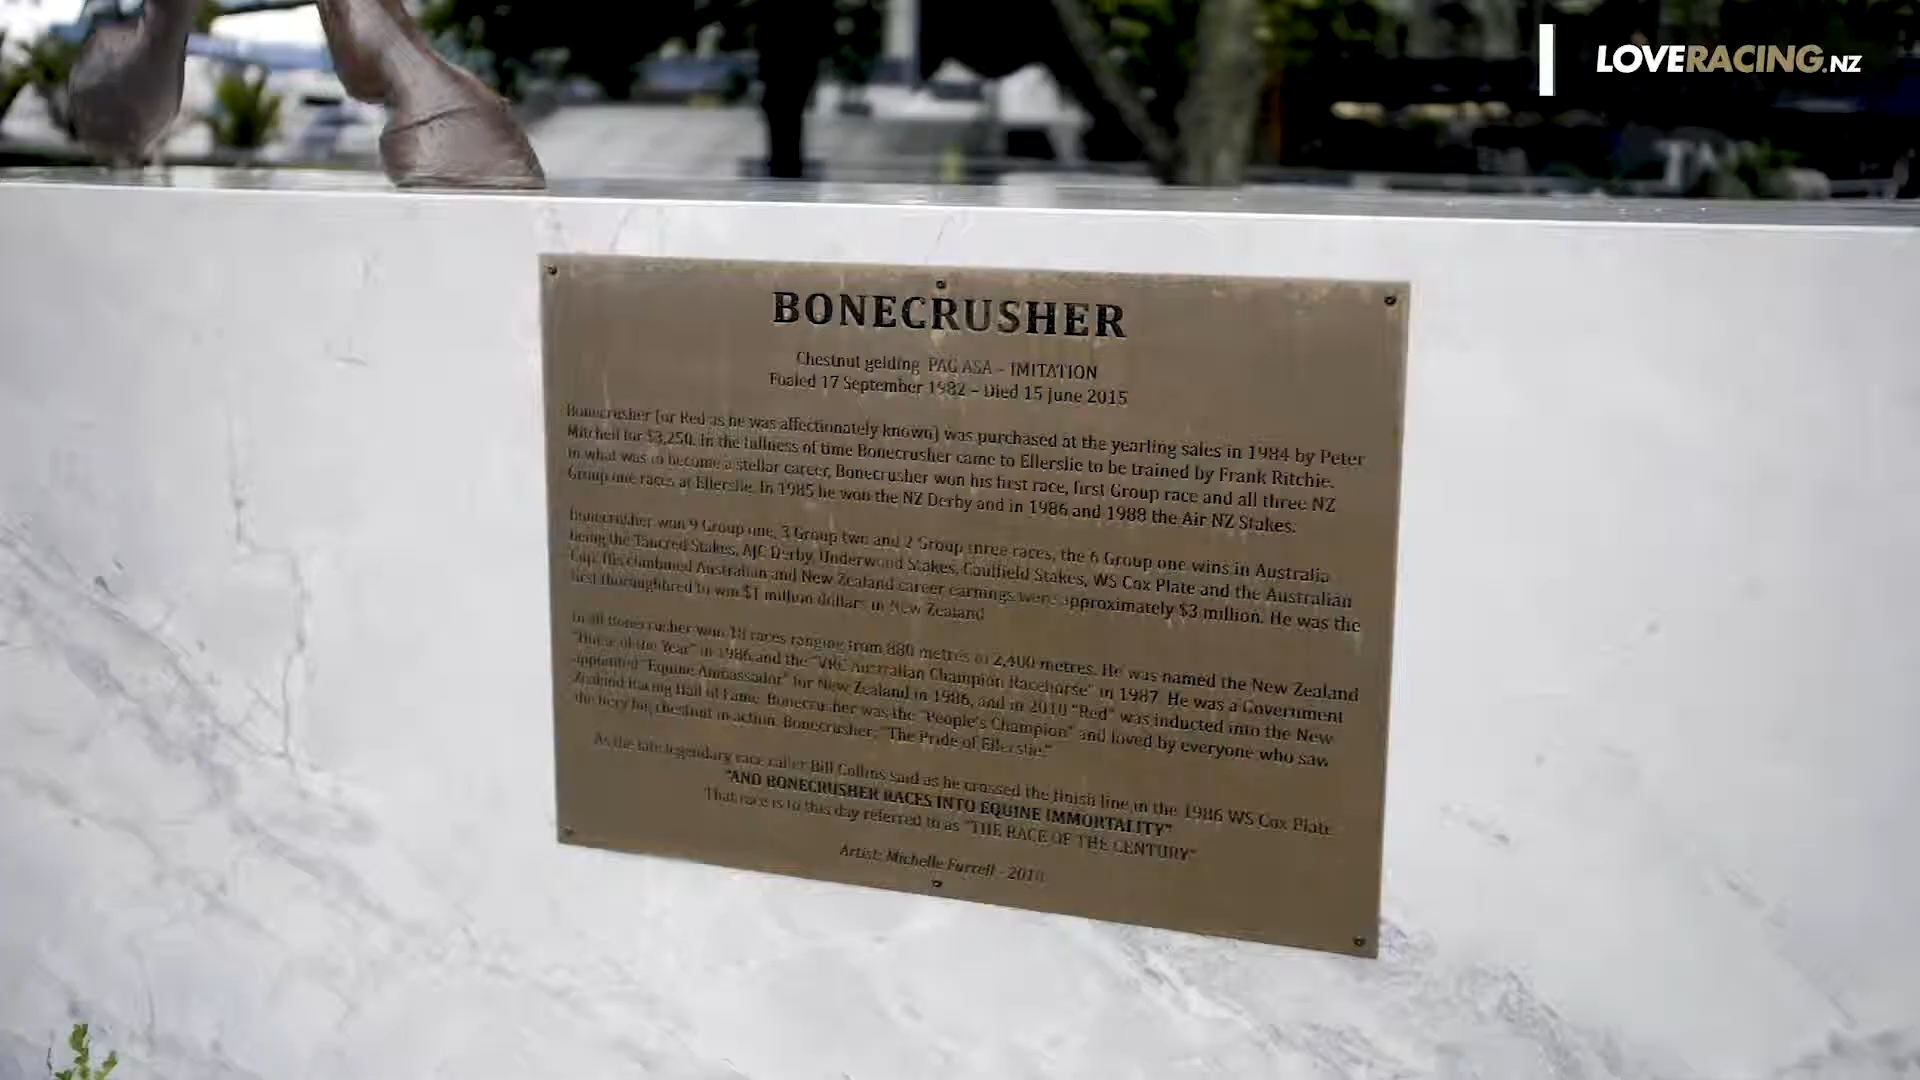 LOVERACING.NZ
BONECRUSHER
Chestnut gelding PAG ASA - IMITATION
Foaled 17 September 1982 - Died 15 June 2015
Bonecrusher (or Red as he was affectionately known) was purchased at the yearling sales in 1984 by Peter
Mitchell for $3,250. In the fullness of time Bonecrusher came to Ellerslie to be trained by Frank Ritchie.
In what was to become a stellar career, Bonecrusher won his first race, first Group race and all three NZ
Group one races at Ellerslie. In 1985 he won the NZ Derby and in 1986 and 1988 the Air NZ Stakes.
Bonecrusher won 9 Group one, 3 Group two and 2 Group three races, the 6 Group one wins in Australia
being the Tancred Stakes, AJC Derby, Underwood Stakes, Caulfield Stakes, WS Cox Plate and the Australian
Cup. His combined Australian and New Zealand career earnings were approximately $3 million. He was the
first thoroughbred to win $1 million dollars in New Zealand
In all Bonecrusher won 18 races ranging from 880 metres to 2,400 metres. He was named the New Zealand
"Horse of the Year" in 1986 and the "VRC Australian Champion Racehorse" in 1987. He was a Government
appointed "Equine Ambassador" for New Zealand in 1986, and in 2010 "Red" was inducted into the New
Zealand Racing Hall of Fame. Bonecrusher was the "People's Champion" and loved by everyone who saw
the fiery big chestnut in action. Bonecrusher, "The Pride of Ellerslie."
As the late legendary race caller Bill Collins said as he crossed the finish line in the 1986 WS Cox Plate
"AND BONECRUSHER RACES INTO EQUINE IMMORTALITY"
That race is to this day referred to as "THE RACE OF THE CENTURY"
Artist: Michelle Farrell -